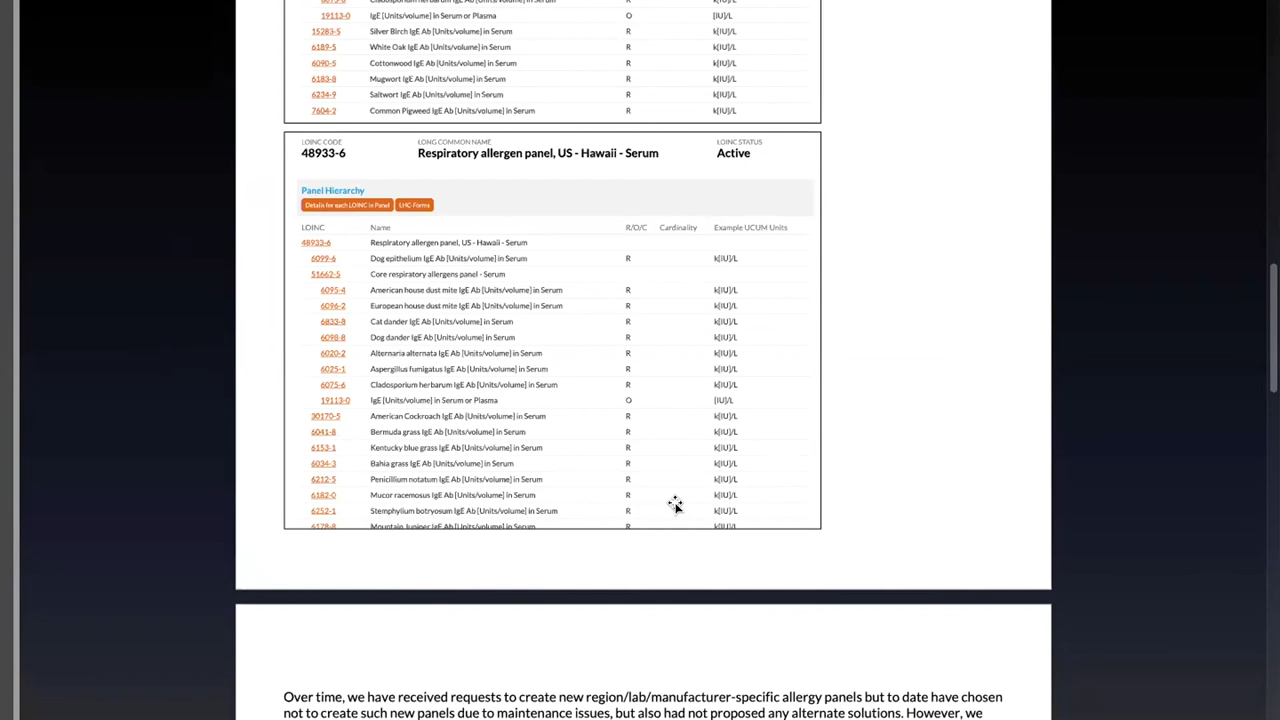 19113-0 IgE [Units/volume] in Serum or Plasma O [IU]/L
15283-5 Silver Birch IgE Ab [Units/volume] in Serum R k[IU]/L
6189-5 White Oak IgE Ab [Units/volume] in Serum R k[IU]/L
6090-5 Cottonwood IgE Ab [Units/volume] in Serum R k[IU]/L
6183-8 Mugwort IgE Ab [Units/volume] in Serum R k[IU]/L
6234-9 Saltwort IgE Ab [Units/volume] in Serum R k[IU]/L
7604-2 Common Pigweed IgE Ab [Units/volume] in Serum R k[IU]/L
LOINC CODE LONG COMMON NAME LOINC STATUS
48933-6 Respiratory allergen panel, US - Hawaii - Serum Active
Panel Hierarchy
Details for each LOINC in Panel LHC-Forms
LOINC Name R/O/C Cardinality Example UCUM Units
48933-6 Respiratory allergen panel, US - Hawaii - Serum
6099-6 Dog epithelium IgE Ab [Units/volume] in Serum R k[IU]/L
51662-5 Core respiratory allergens panel - Serum
6095-4 American house dust mite IgE Ab [Units/volume] in Serum R k[IU]/L
6096-2 European house dust mite IgE Ab [Units/volume] in Serum R k[IU]/L
6833-8 Cat dander IgE Ab [Units/volume] in Serum R k[IU]/L
6098-8 Dog dander IgE Ab [Units/volume] in Serum R k[IU]/L
6020-2 Alternaria alternata IgE Ab [Units/volume] in Serum R k[IU]/L
6025-1 Aspergillus fumigatus IgE Ab [Units/volume] in Serum R k[IU]/L
6075-6 Cladosporium herbarum IgE Ab [Units/volume] in Serum R k[IU]/L
19113-0 IgE [Units/volume] in Serum or Plasma O [IU]/L
30170-5 American Cockroach IgE Ab [Units/volume] in Serum R k[IU]/L
6041-8 Bermuda grass IgE Ab [Units/volume] in Serum R k[IU]/L
6153-1 Kentucky blue grass IgE Ab [Units/volume] in Serum R k[IU]/L
6034-3 Bahia grass IgE Ab [Units/volume] in Serum R k[IU]/L
6212-5 Penicillium notatum IgE Ab [Units/volume] in Serum R k[IU]/L
6182-0 Mucor racemosus IgE Ab [Units/volume] in Serum R k[IU]/L
6252-1 Stemphylium botryosum IgE Ab [Units/volume] in Serum R k[IU]/L
6178-8 Mountain Juniper IgE Ab [Units/volume] in Serum R k[IU]/L
Over time, we have received requests to create new region/lab/manufacturer-specific allergy panels but to date have chosen
not to create such new panels due to maintenance issues, but also had not proposed any alternate solutions. However, we